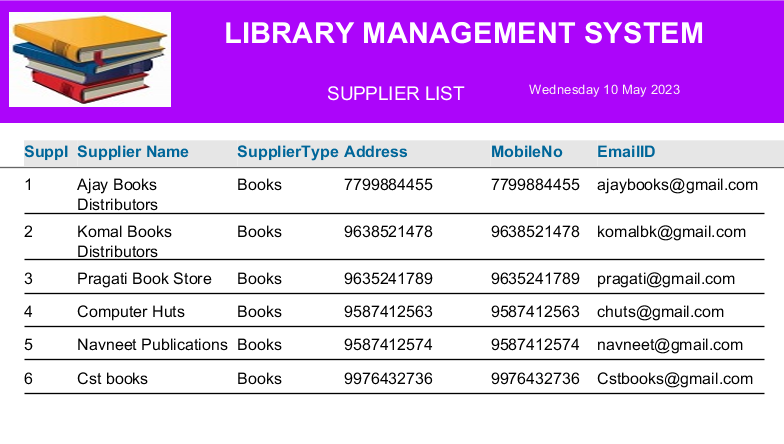 LIBRARY MANAGEMENT SYSTEM
SUPPLIER LIST Wednesday 10 May 2023
Suppl Supplier Name SupplierType Address MobileNo EmailID
1 Ajay Books Books 7799884455 7799884455 ajaybooks@gmail.com
Distributors
2 Komal Books Books 9638521478 9638521478 komalbk@gmail.com
Distributors
3 Pragati Book Store Books 9635241789 9635241789 pragati@gmail.com
4 Computer Huts Books 9587412563 9587412563 chuts@gmail.com
5 Navneet Publications Books 9587412574 9587412574 navneet@gmail.com
6 Cst books Books 9976432736 9976432736 Cstbooks@gmail.com